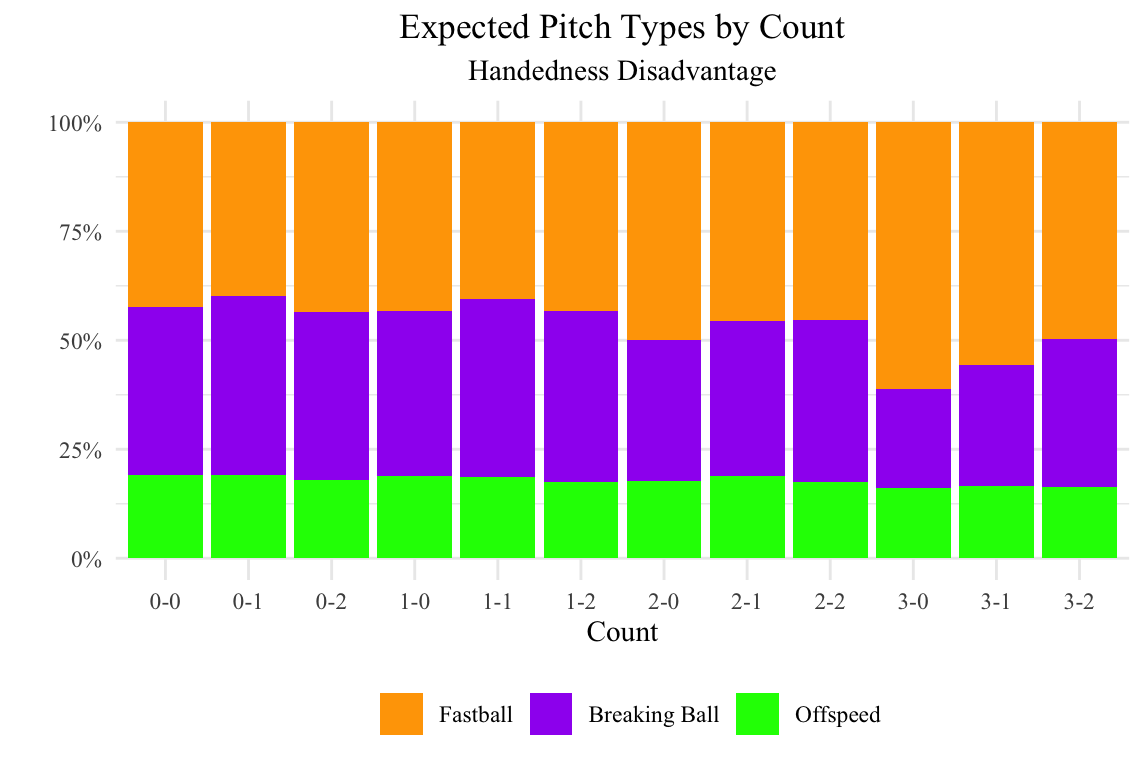 Expected Pitch Types by Count
Handedness Disadvantage
100%
75%
50%
25%
0%
0-0 0-1 0-2 1-0 1-1 1-2 2-0 2-1 2-2 3-0 3-1 3-2
Count
Fastball Breaking Ball Offspeed